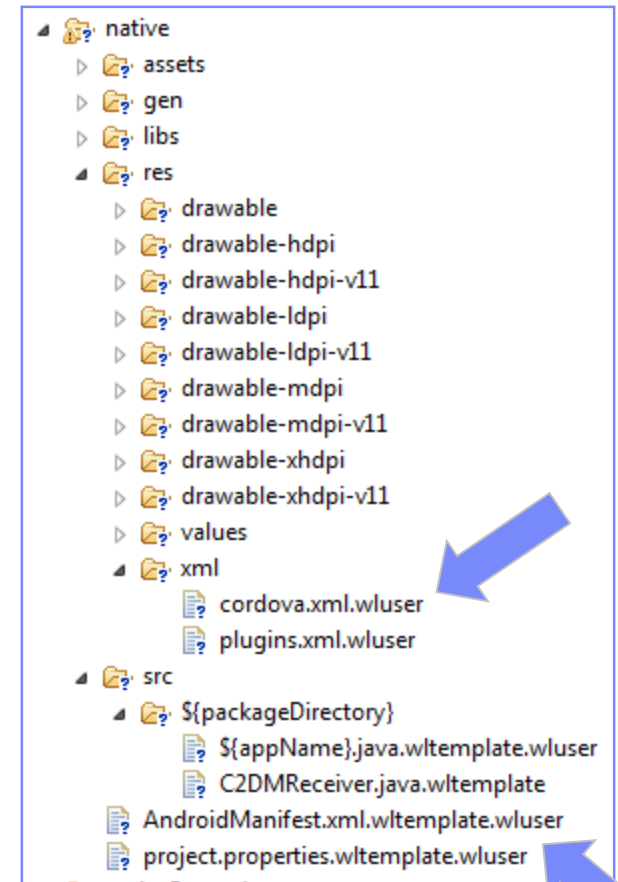 native
assets
gen
libs
res
drawable
drawable-hdpi
drawable-hdpi-v11
drawable-ldpi
drawable-ldpi-v11
drawable-mdpi
drawable-mdpi-v11
drawable-xhdpi
drawable-xhdpi-v11
values
xml
cordova.xml.wluser
plugins.xml.wluser
src
${packageDirectory}
${appName}.java.wltemplate.wluser
C2DMReceiver.java.wltemplate
AndroidManifest.xml.wltemplate.wluser
project.properties.wltemplate.wluser